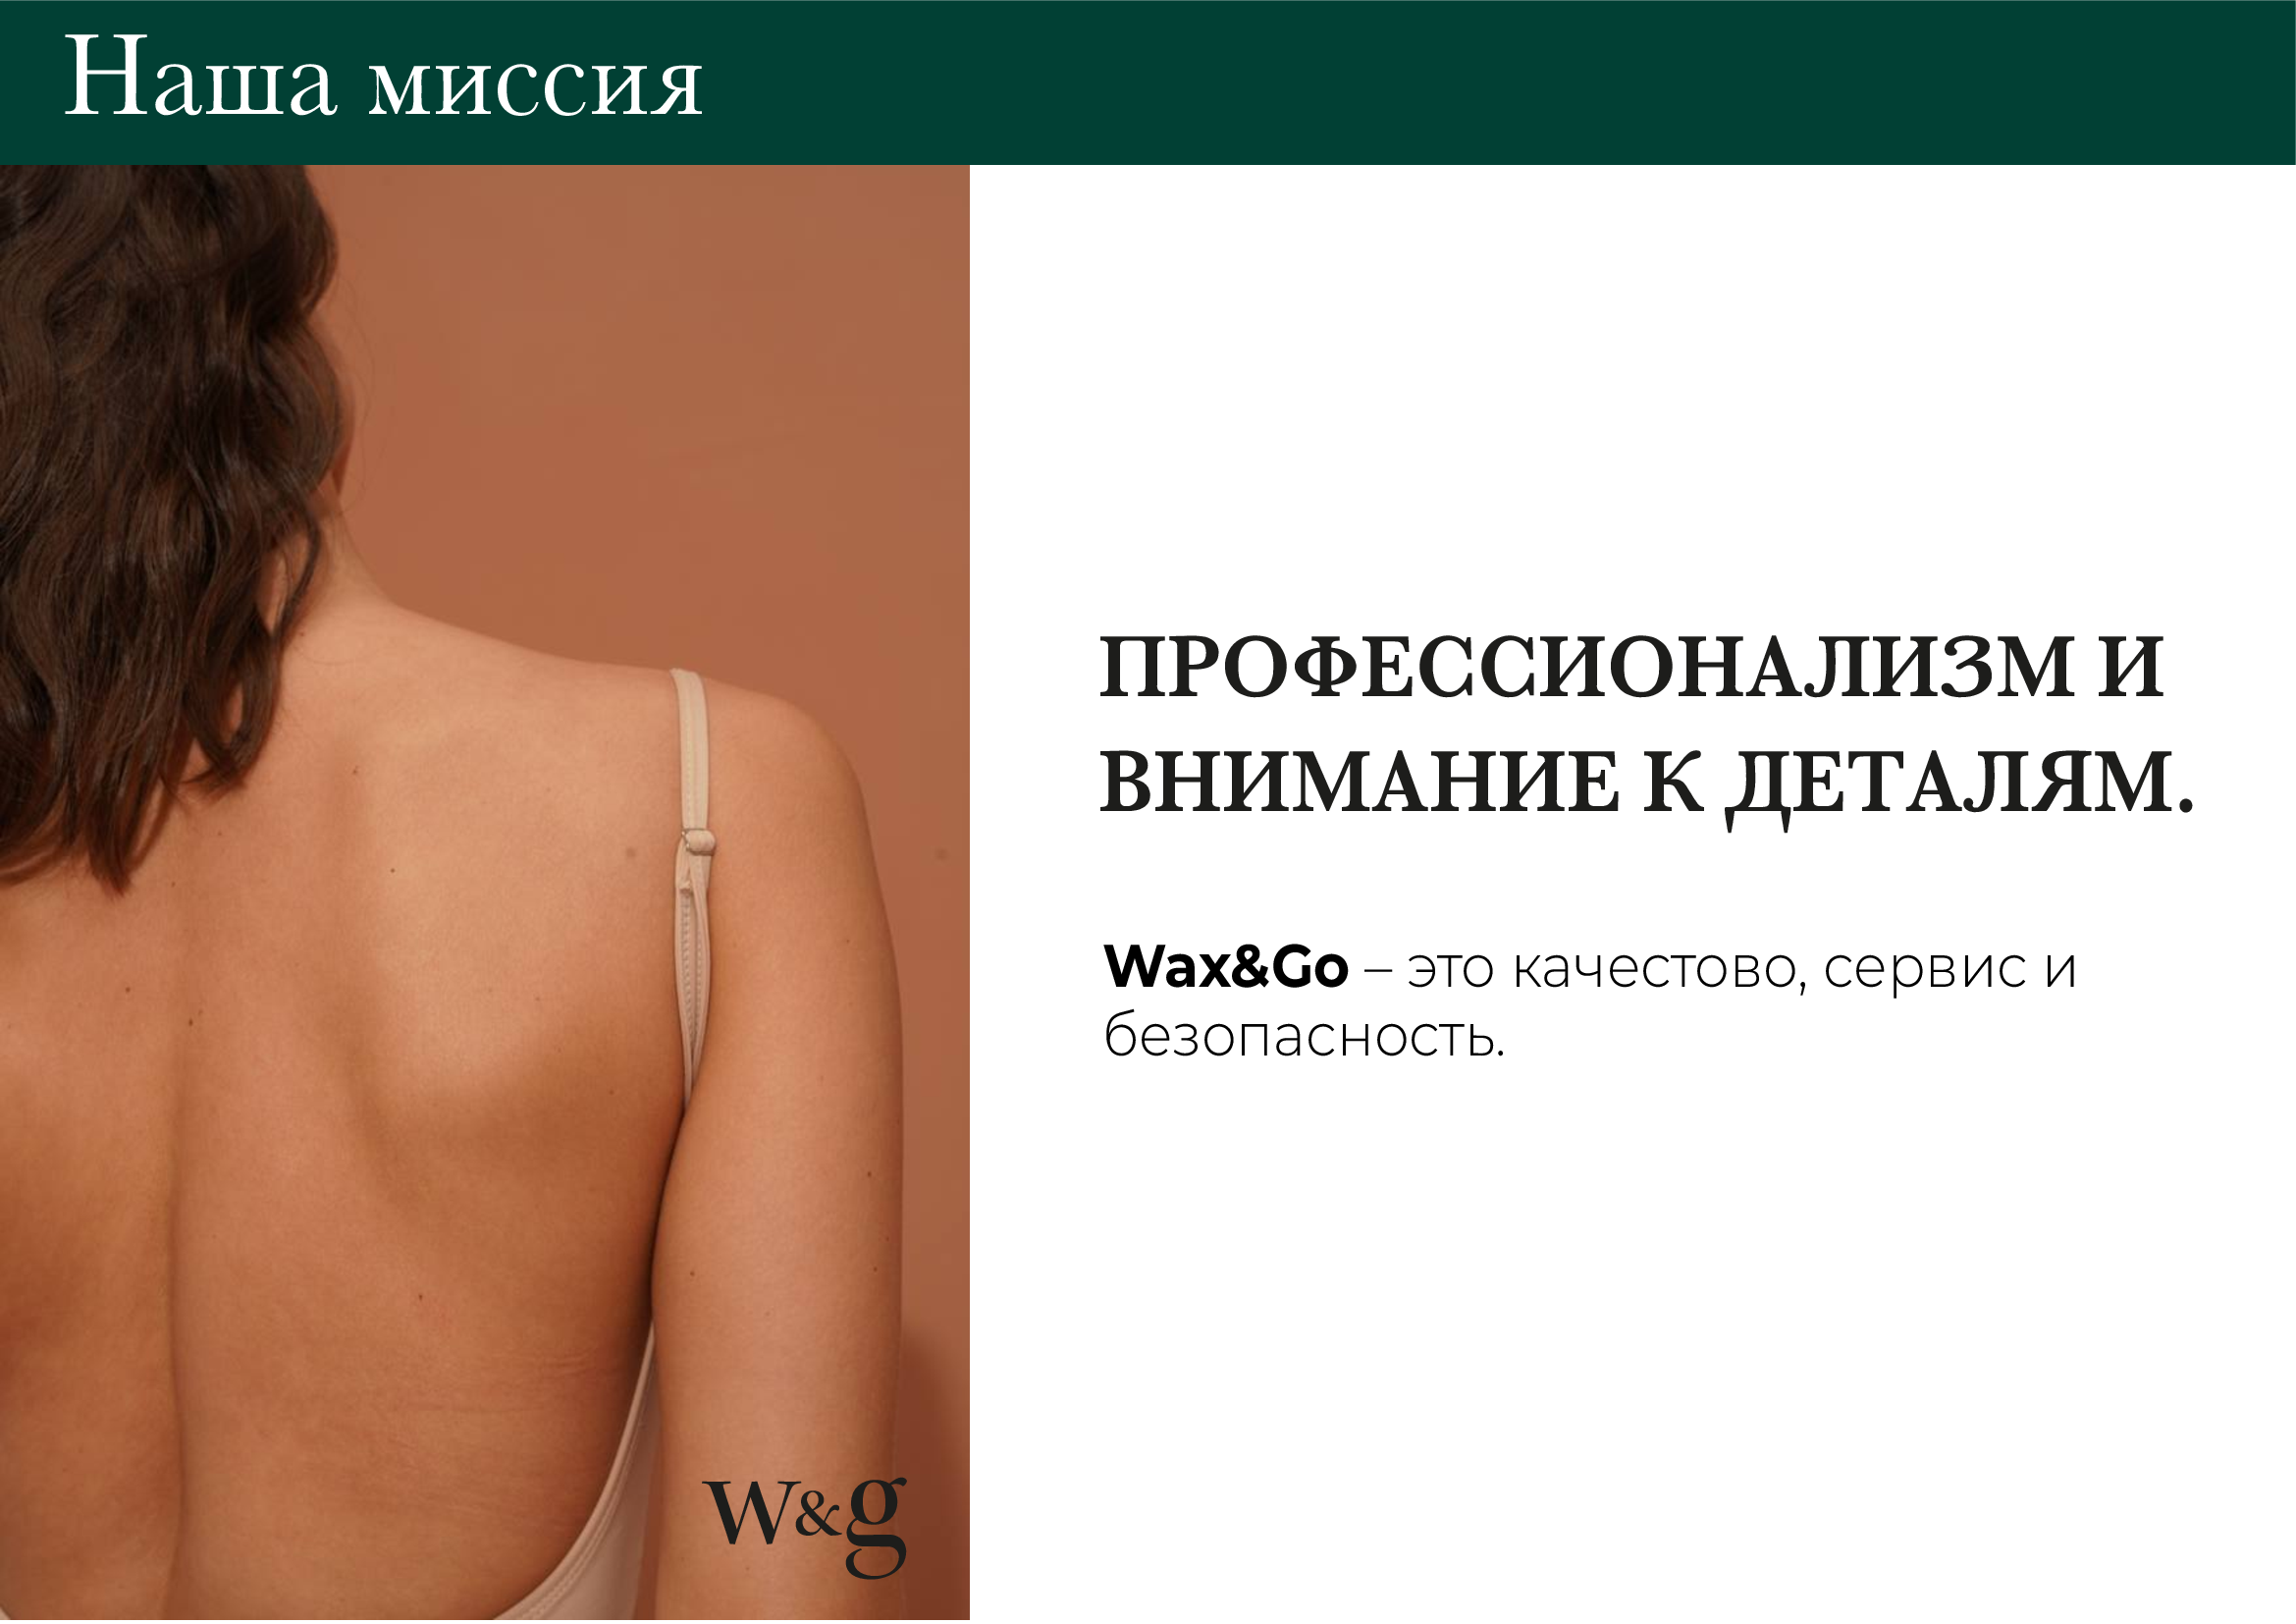 Наша миссия
ПРОФЕССИОНАЛИЗМ И
ВНИМАНИЕ К ДЕТАЛЯМ.
Wax&Go – это качестово, сервис и
безопасность.
W&g